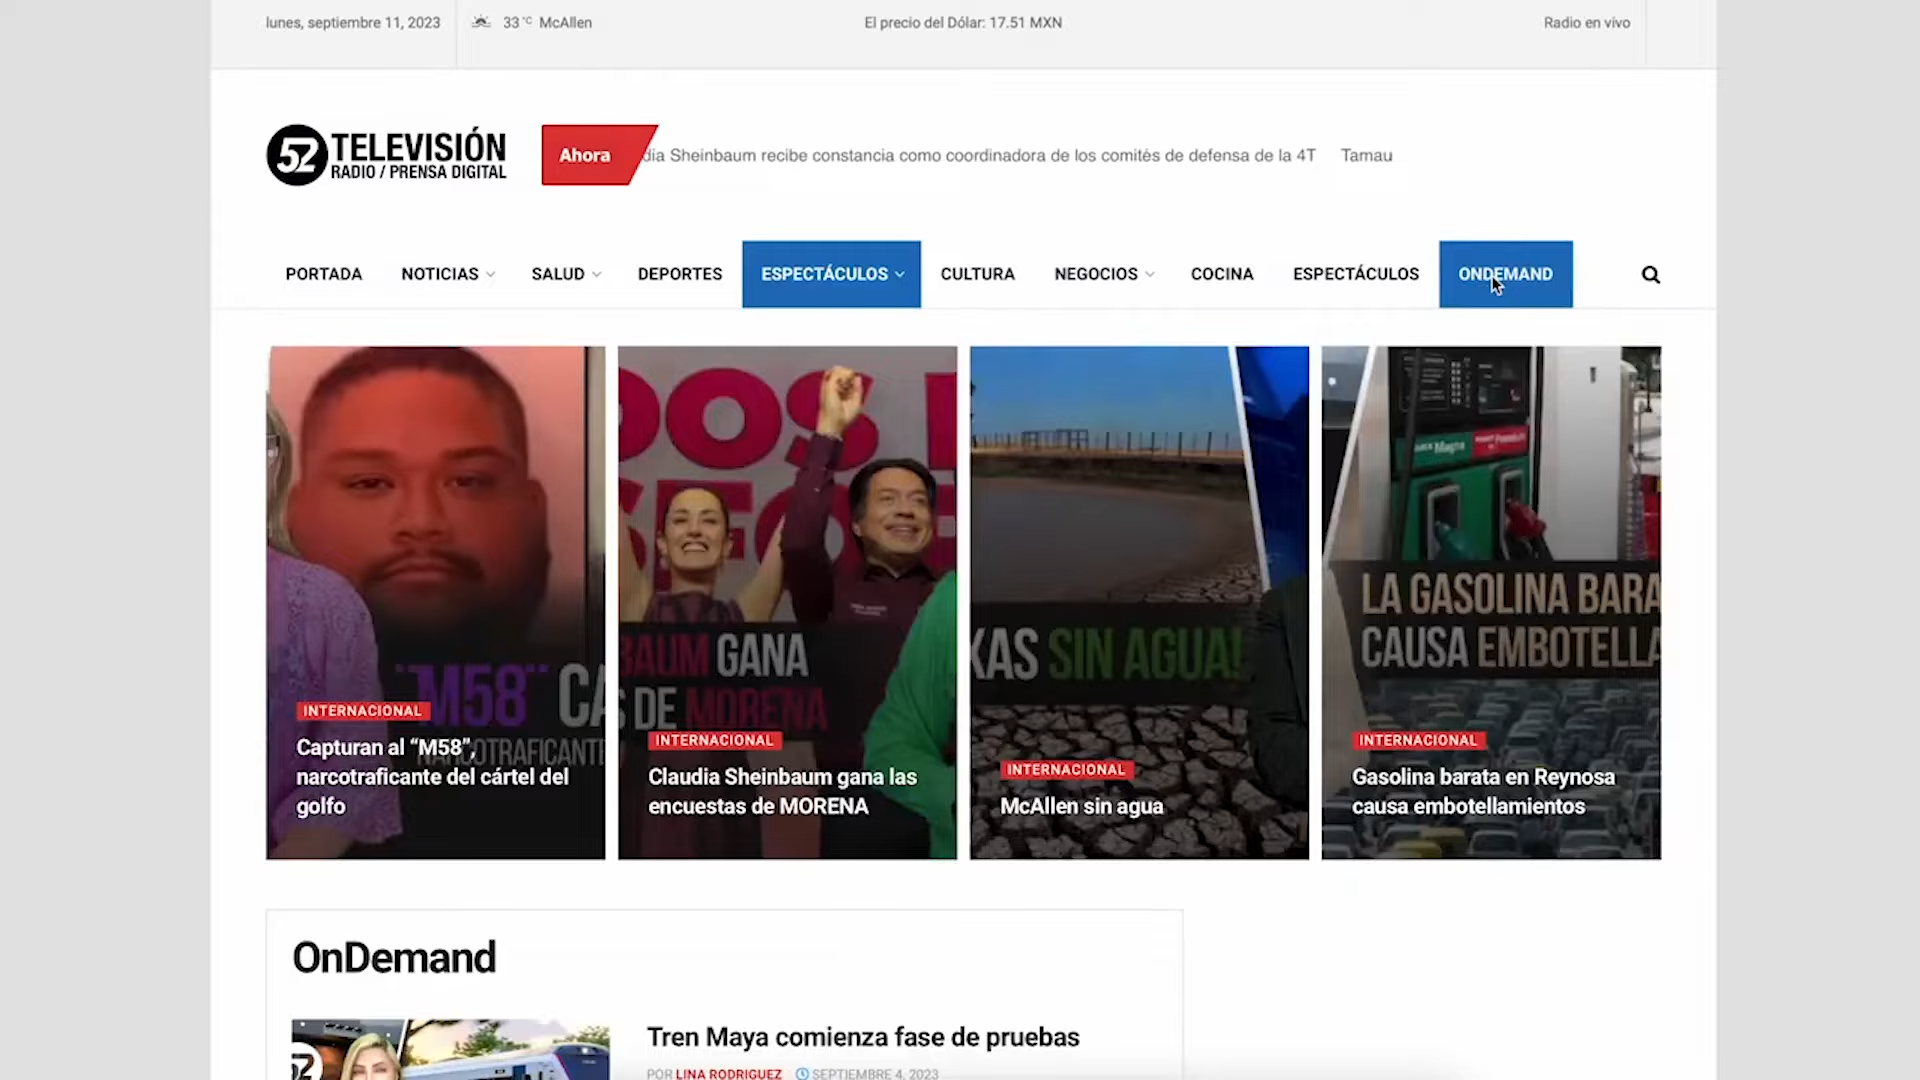 lunes, septiembre 11, 2023
33 °C McAllen
El precio del Dólar: 17.51 MXN
Radio en vivo
52 TELEVISIÓN
RADIO / PRENSA DIGITAL
Ahora
dia Sheinbaum recibe constancia como coordinadora de los comités de defensa de la 4T Tamau
PORTADA NOTICIAS SALUD DEPORTES ESPECTÁCULOS CULTURA NEGOCIOS COCINA ESPECTÁCULOS ONDEMAND
"M58" CA
NARCOTRAFICANTE
INTERNACIONAL
Capturan al “M58”,
narcotraficante del cártel del
golfo
DOS
BAUM GANA
S DE MORENA
INTERNACIONAL
Claudia Sheinbaum gana las
encuestas de MORENA
XAS SIN AGUA!
INTERNACIONAL
McAllen sin agua
Magna
LA GASOLINA BARA
CAUSA EMBOTELLA
INTERNACIONAL
Gasolina barata en Reynosa
causa embotellamientos
OnDemand
52
Tren Maya comienza fase de pruebas
POR LINA RODRIGUEZ SEPTIEMBRE 4, 2023